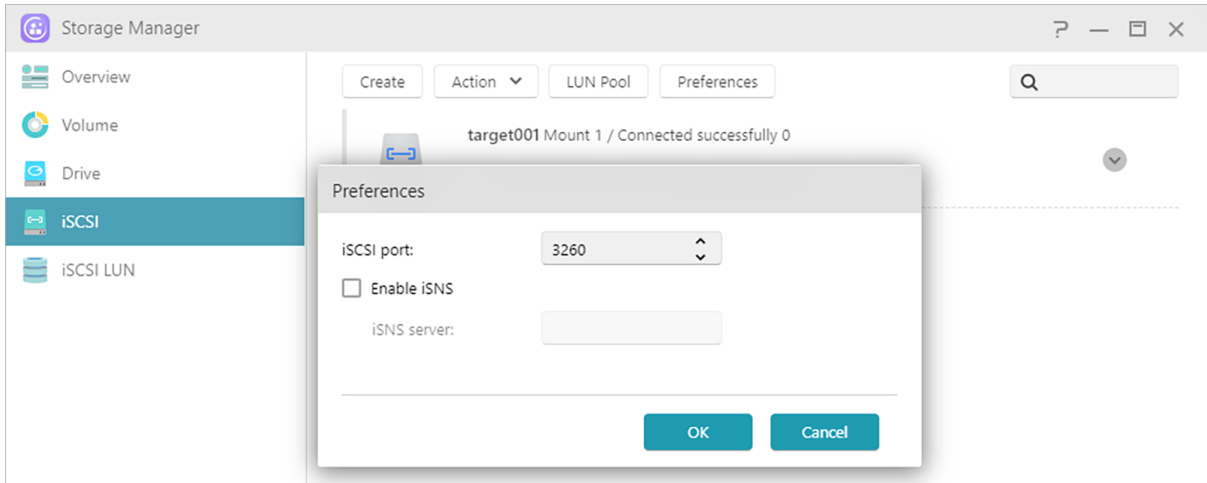 Storage Manager
Overview
Volume
Drive
iSCSI
iSCSI LUN
Create Action LUN Pool Preferences
target001 Mount 1 / Connected successfully 0
Preferences
iSCSI port: 3260
Enable iSNS
iSNS server:
OK Cancel